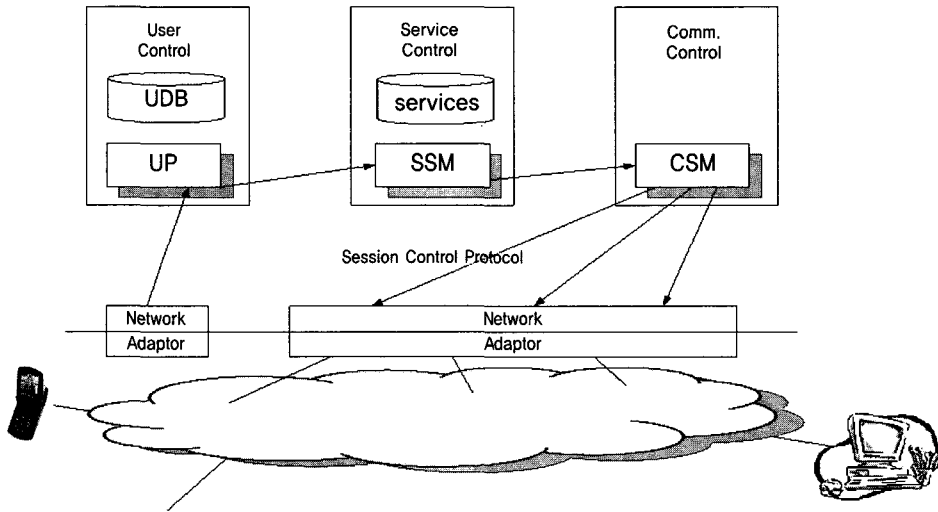 User
Control
UDB
UP
Service
Control
services
SSM
Comm.
Control
CSM
Session Control Protocol
Network
Adaptor
Network
Adaptor